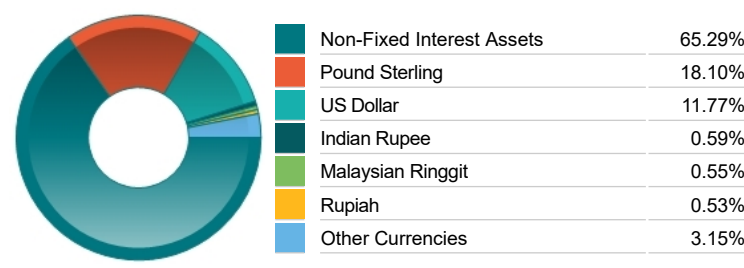 Non-Fixed Interest Assets 65.29%
Pound Sterling 18.10%
US Dollar 11.77%
Indian Rupee 0.59%
Malaysian Ringgit 0.55%
Rupiah 0.53%
Other Currencies 3.15%